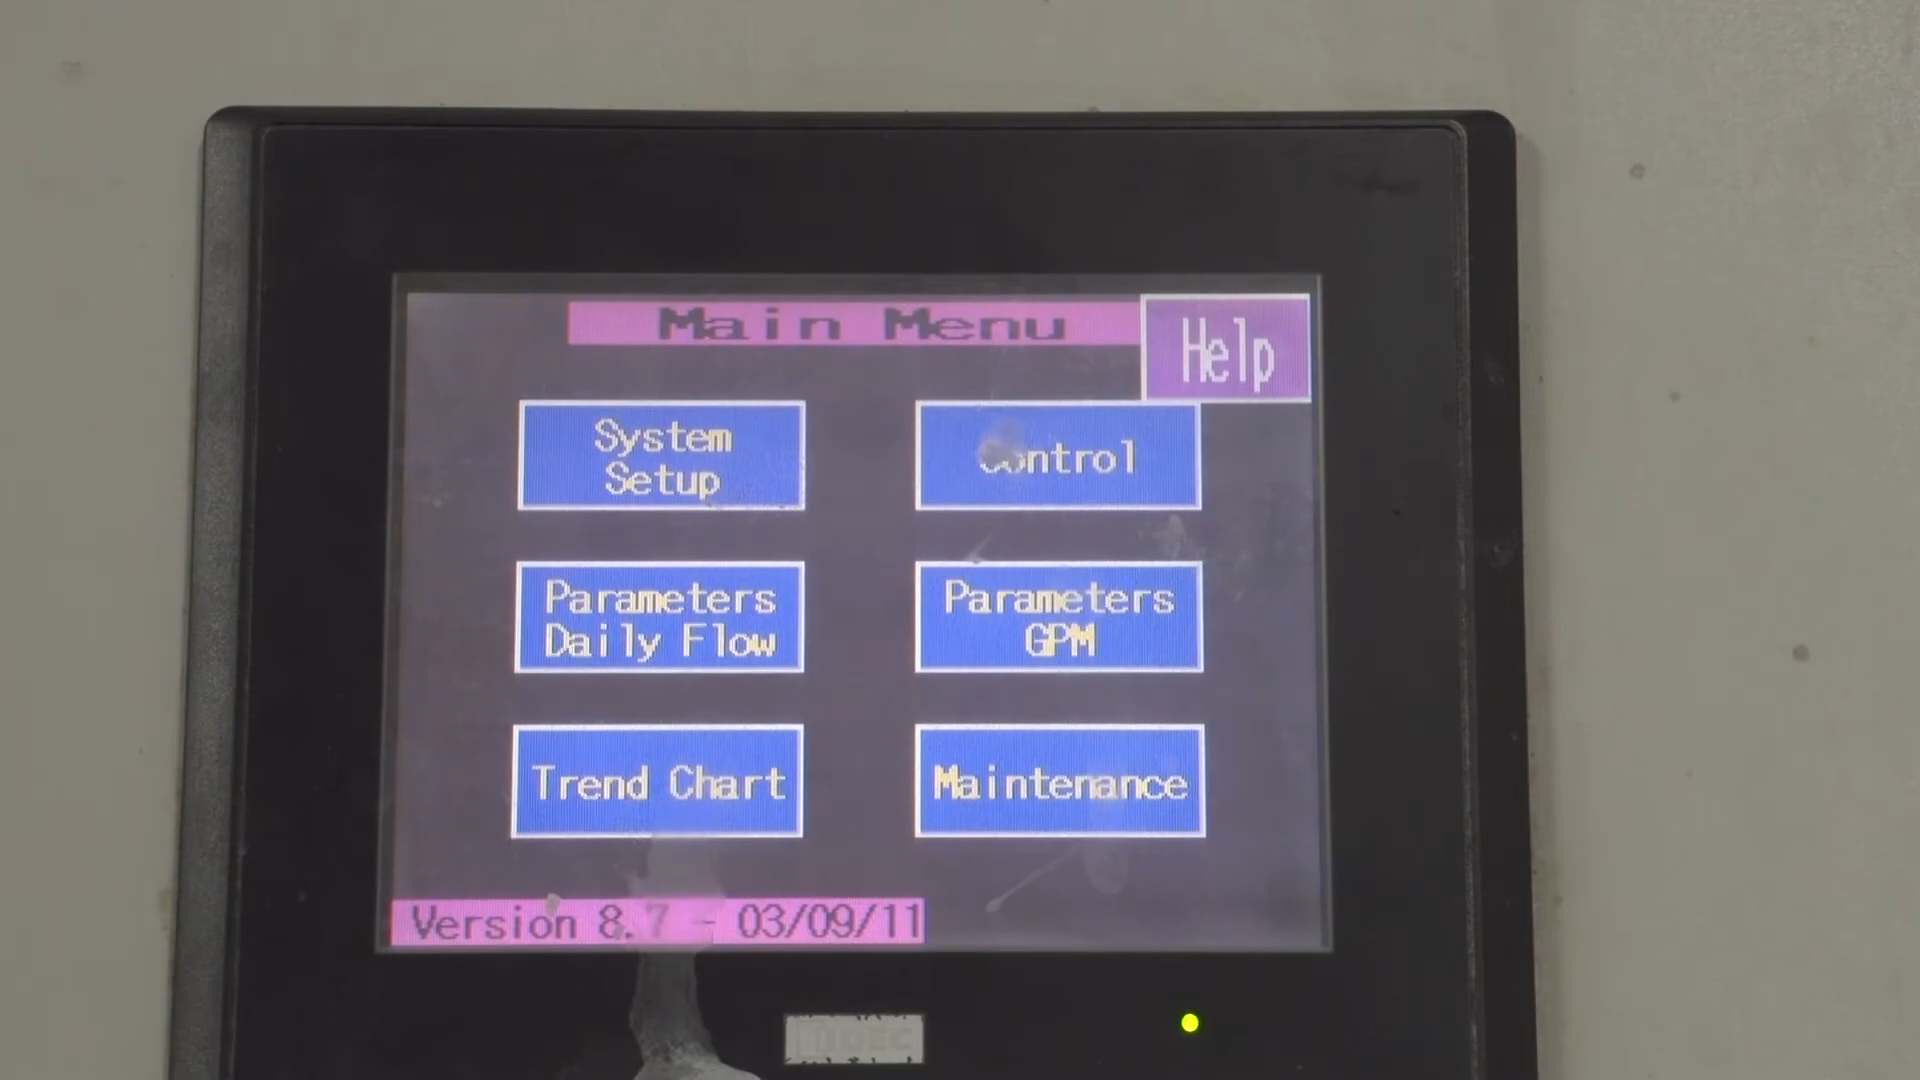 Main Menu
Help
System
Setup
Control
Parameters
Daily Flow
Parameters
GPM
Trend Chart
Maintenance
Version 8.7 - 03/09/11
IDEC